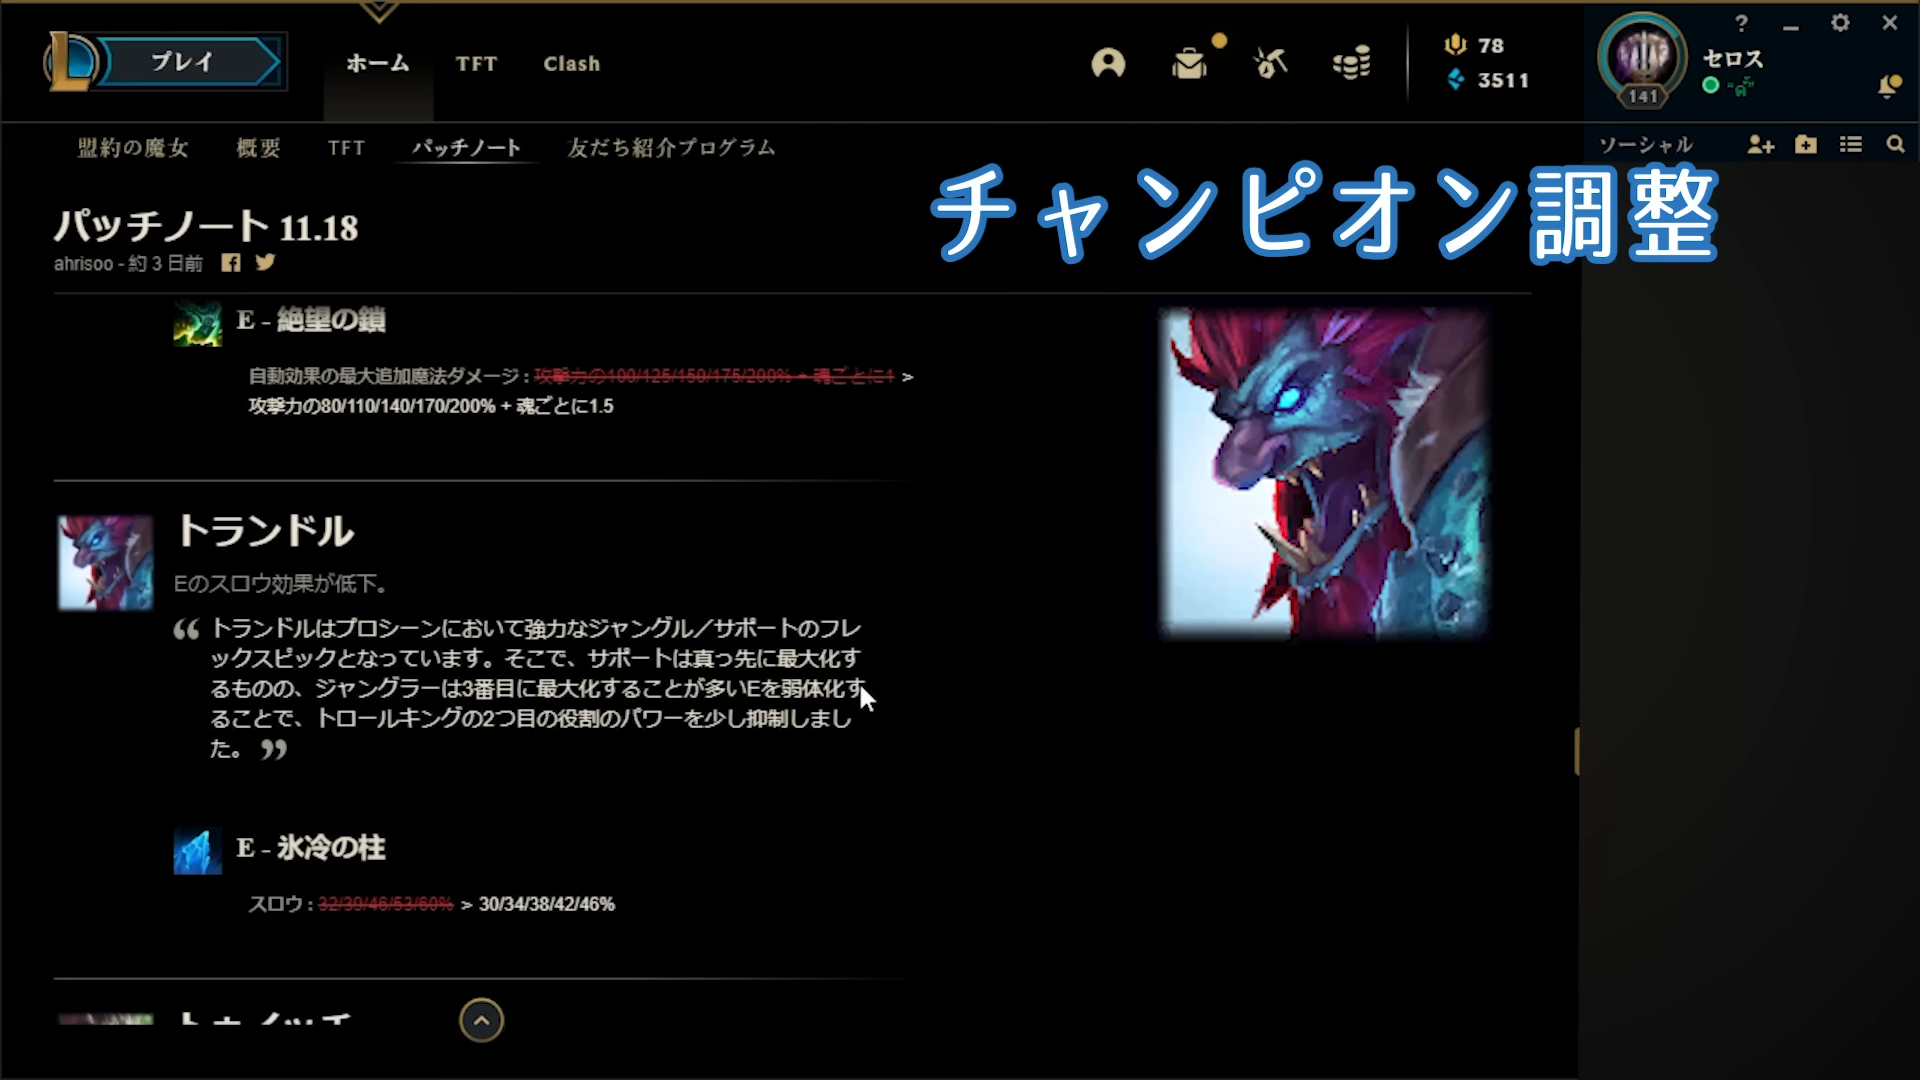 プレイ
ホーム
TFT
Clash
78
3511
141
セロス
盟約の魔女
概要
TFT
パッチノート
友だち紹介プログラム
ソーシャル
チャンピオン調整
パッチノート 11.18
ahrisoo - 約 3 日前
E - 絶望の鎖
自動効果の最大追加魔法ダメージ : 攻撃力の100/125/150/175/200% + 魂ごとに1 >
攻撃力の80/110/140/170/200% + 魂ごとに1.5
トランドル
Eのスロウ効果が低下。
“ トランドルはプロシーンにおいて強力なジャングル／サポートのフレ
ックスピックとなっています。そこで、サポートは真っ先に最大化す
るものの、ジャングラーは3番目に最大化することが多いEを弱体化す
ることで、トロールキングの2つ目の役割のパワーを少し抑制しまし
た。 ”
E - 氷冷の柱
スロウ : 32/39/46/53/60% > 30/34/38/42/46%